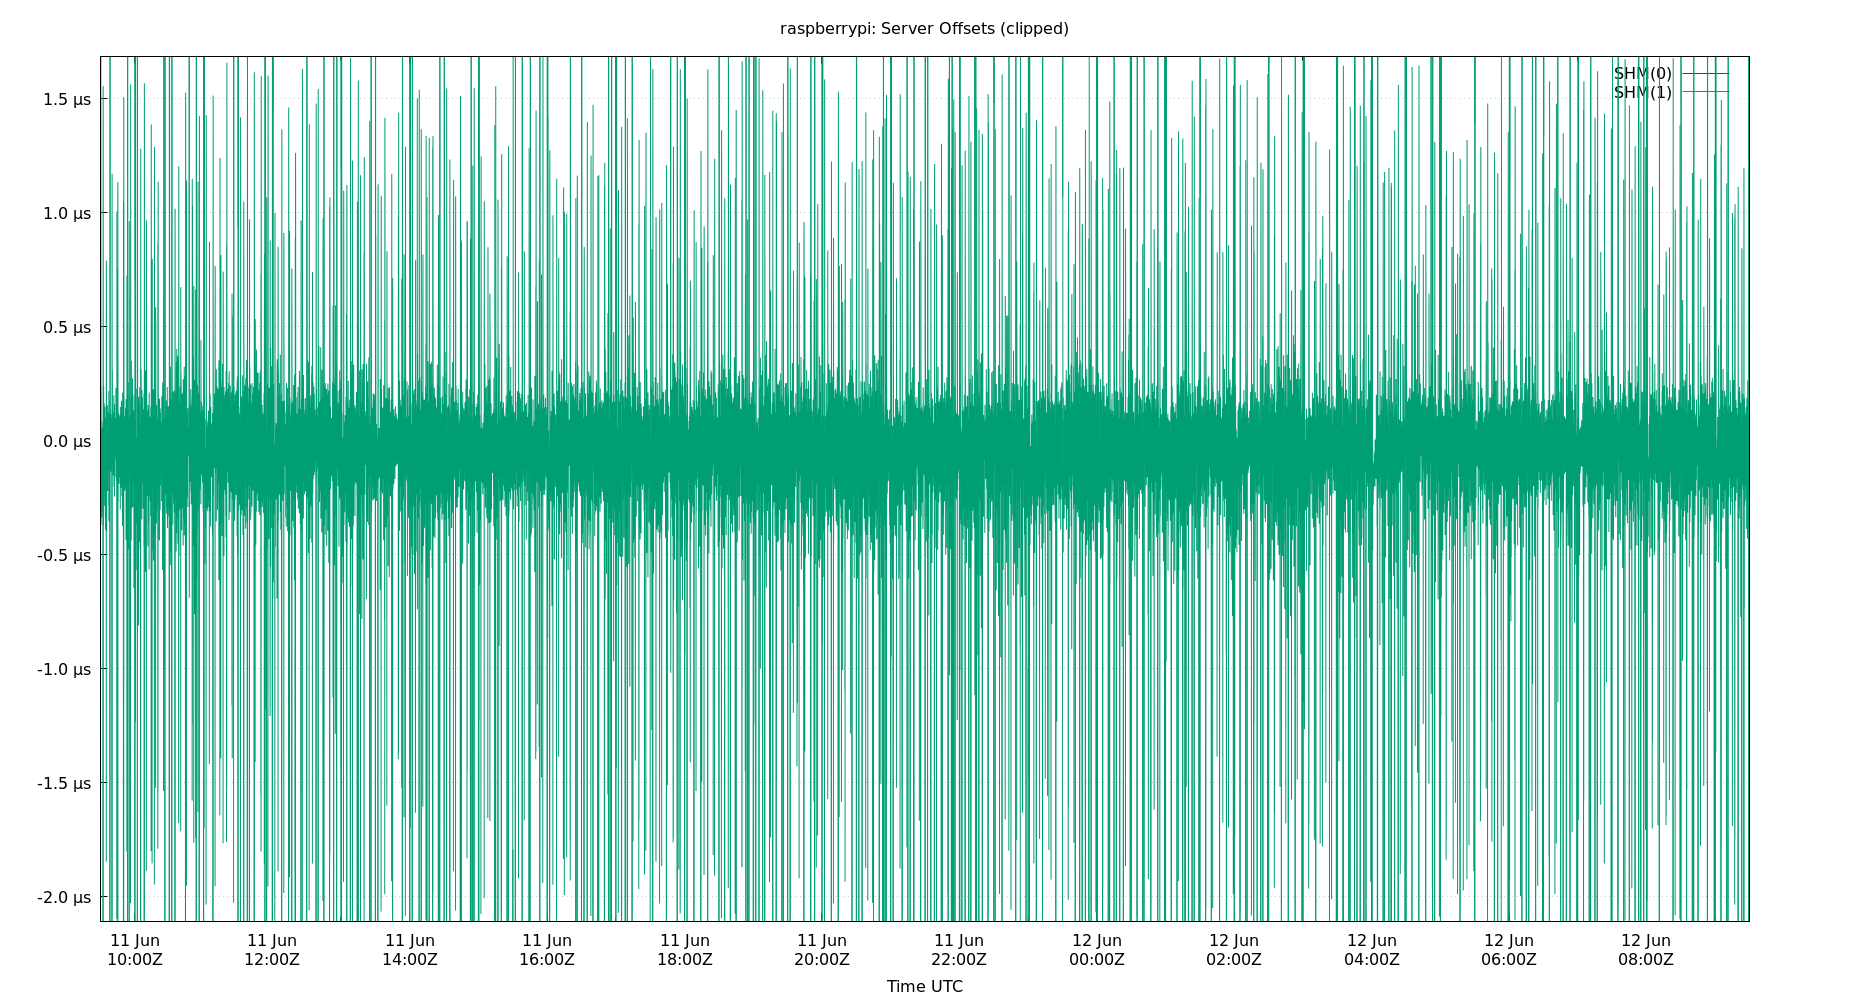 raspberrypi: Server Offsets (clipped)
SHM(0)
SHM(1)
1.5 µs
1.0 µs
0.5 µs
0.0 µs
-0.5 µs
-1.0 µs
-1.5 µs
-2.0 µs
11 Jun 11 Jun 11 Jun 11 Jun 11 Jun 11 Jun 11 Jun 12 Jun 12 Jun 12 Jun 12 Jun 12 Jun
10:00Z 12:00Z 14:00Z 16:00Z 18:00Z 20:00Z 22:00Z 00:00Z 02:00Z 04:00Z 06:00Z 08:00Z
Time UTC